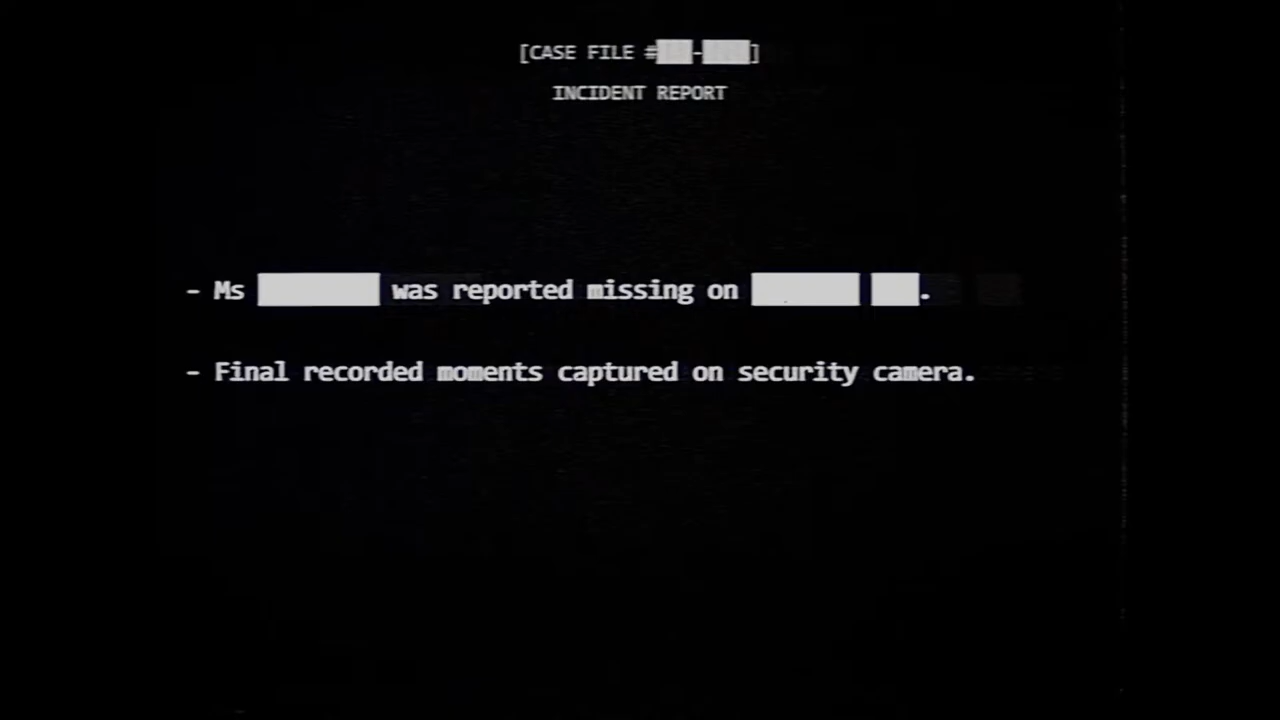 [CASE FILE #███-████]
INCIDENT REPORT
- Ms ████████ was reported missing on ███████ ███.
- Final recorded moments captured on security camera.